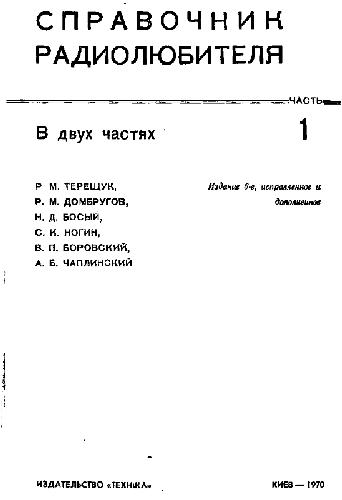 СПРАВОЧНИК
РАДИОЛЮБИТЕЛЯ
ЧАСТЬ
В двух частях 1
Р. М. ТЕРЕЩУК,
Р. М. ДОМБРУГОВ,
Н. Д. БОСЫЙ,
С. И. НОГИН,
В. П. БОРОВСКИЙ,
А. Б. ЧАПЛИНСКИЙ
Издание 6-е, исправленное и
дополненное
ИЗДАТЕЛЬСТВО «ТЕХНІКА» КИЕВ — 1970